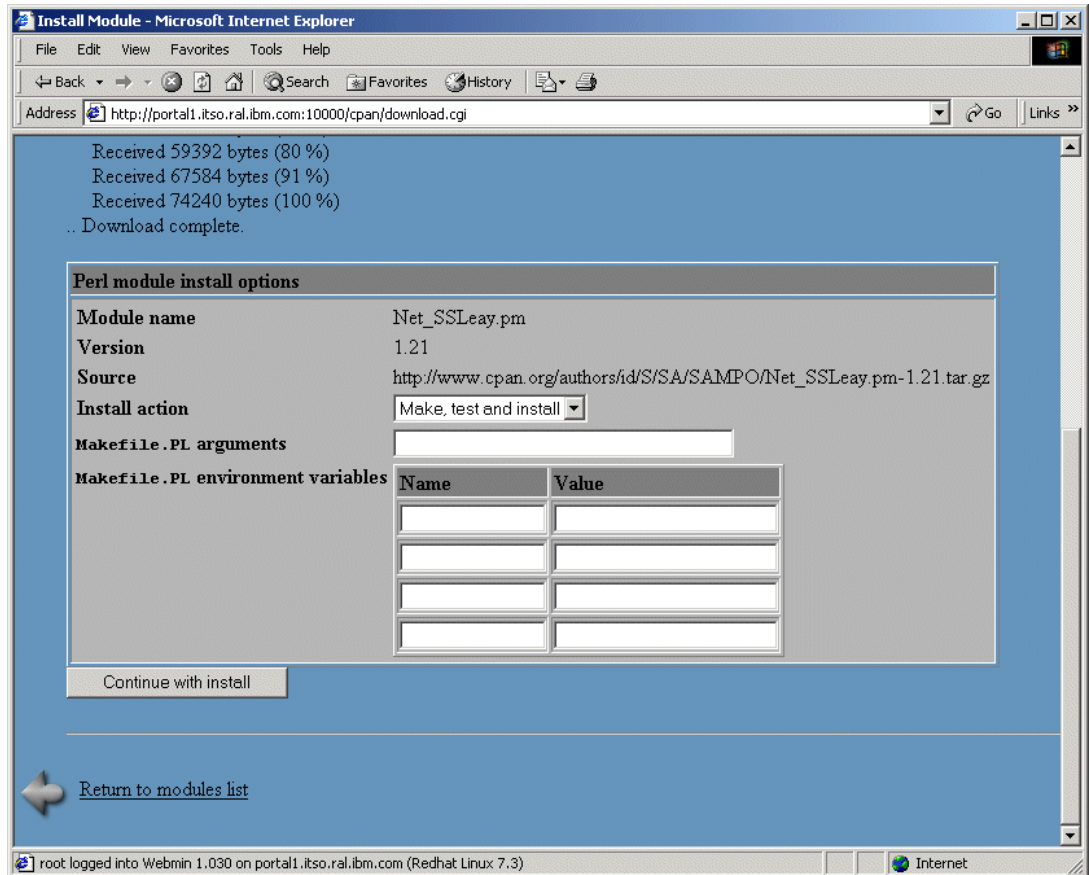 Install Module - Microsoft Internet Explorer
File Edit View Favorites Tools Help
Back Search Favorites History
Address http://portal1.itso.ral.ibm.com:10000/cpan/download.cgi Go Links »
Received 59392 bytes (80 %)
Received 67584 bytes (91 %)
Received 74240 bytes (100 %)
.. Download complete.
Perl module install options
Module name Net_SSLeay.pm
Version 1.21
Source http://www.cpan.org/authors/id/S/SA/SAMPO/Net_SSLeay.pm-1.21.tar.gz
Install action Make, test and install
Makefile.PL arguments
Makefile.PL environment variables Name Value
Continue with install
Return to modules list
root logged into Webmin 1.030 on portal1.itso.ral.ibm.com (Redhat Linux 7.3) Internet